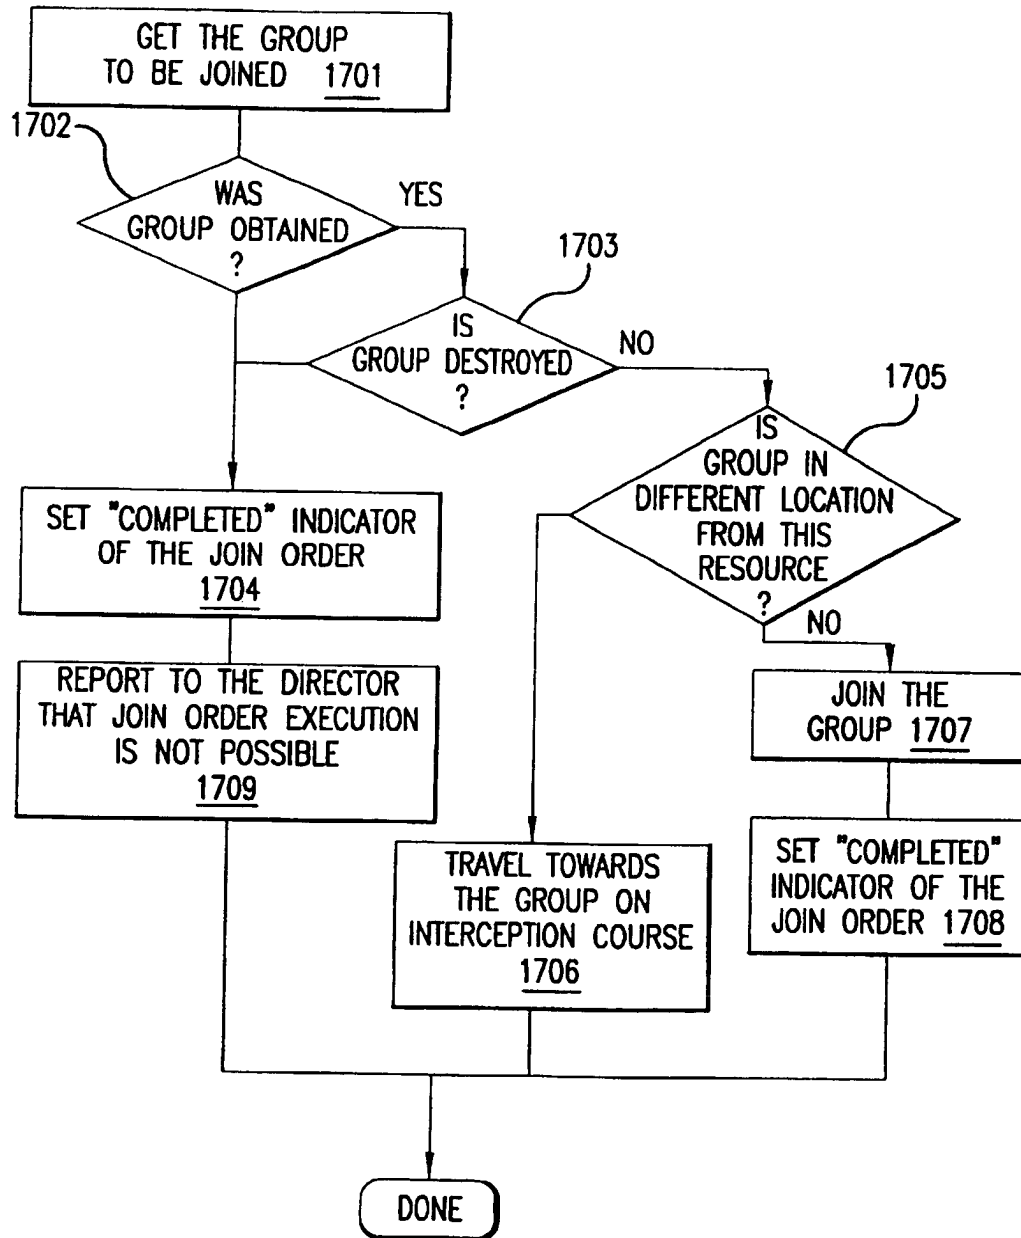 GET THE GROUP
TO BE JOINED 1701
1702
WAS
GROUP OBTAINED
?
YES
1703
IS
GROUP DESTROYED
?
NO
1705
IS
GROUP IN
DIFFERENT LOCATION
FROM THIS
RESOURCE
?
NO
SET "COMPLETED" INDICATOR
OF THE JOIN ORDER
1704
REPORT TO THE DIRECTOR
THAT JOIN ORDER EXECUTION
IS NOT POSSIBLE
1709
JOIN THE
GROUP 1707
TRAVEL TOWARDS
THE GROUP ON
INTERCEPTION COURSE
1706
SET "COMPLETED"
INDICATOR OF THE
JOIN ORDER 1708
DONE